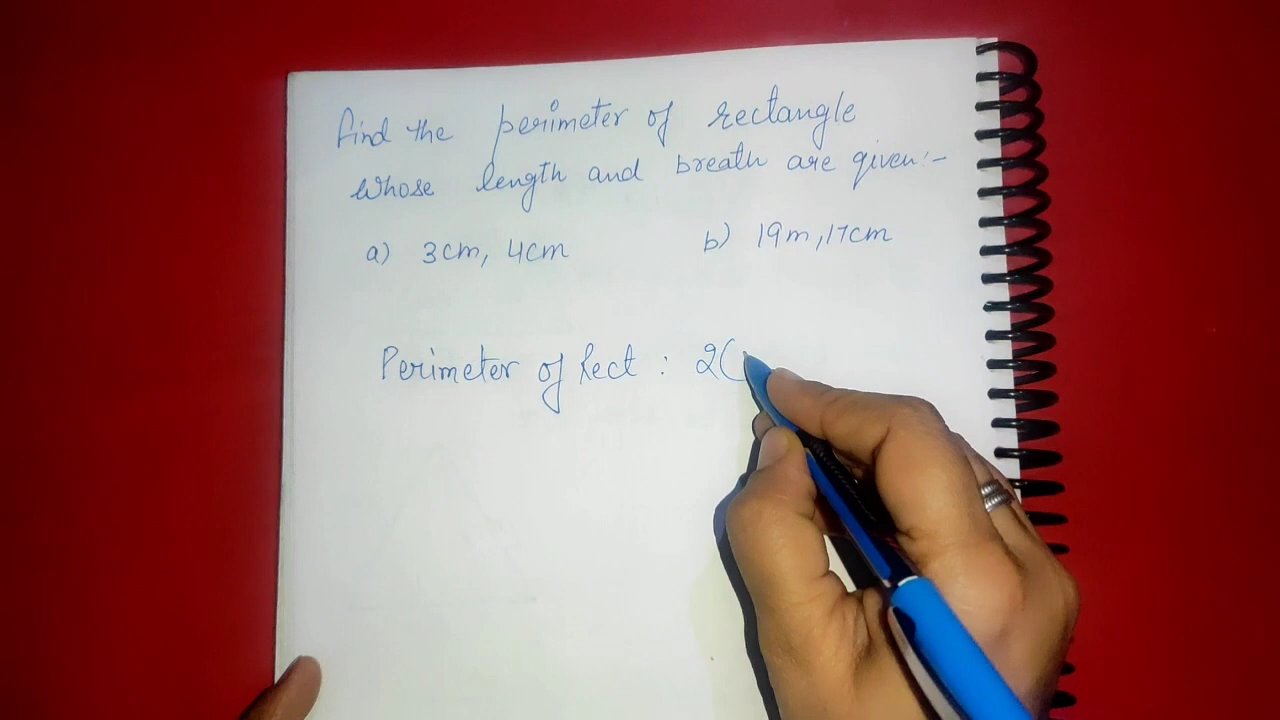 find the perimeter of rectangle
whose length and breath are given:-
a) 3cm, 4cm b) 19m, 17cm
Perimeter of Rect : 2(